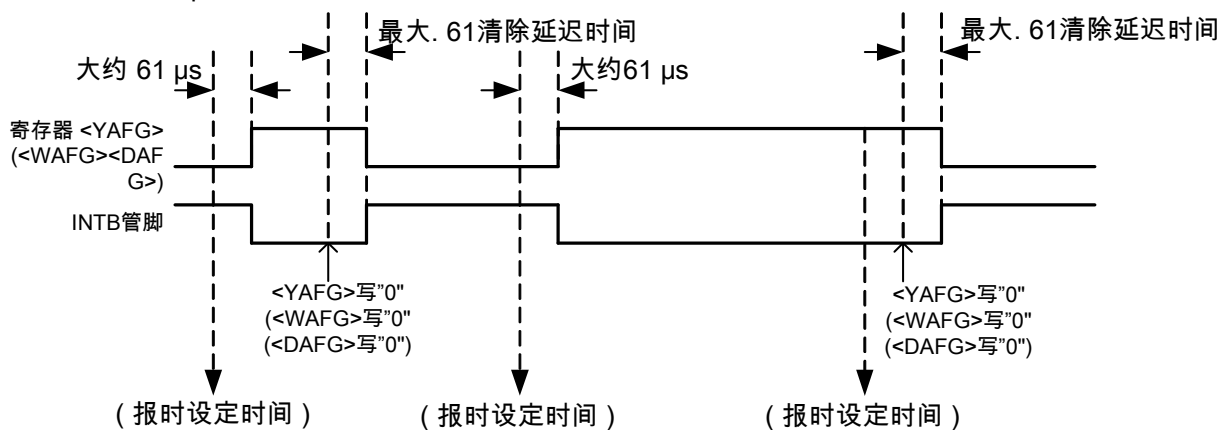 最大. 61清除延迟时间
最大. 61清除延迟时间
大约 61 μs
大约61 μs
寄存器 <YAFG>
(<WAFG><DAF
G>)
INTB管脚
<YAFG>写”0"
(<WAFG>写”0"
(<DAFG>写”0")
<YAFG>写”0"
(<WAFG>写”0"
(<DAFG>写”0")
( 报时设定时间 )
( 报时设定时间 )
( 报时设定时间 )